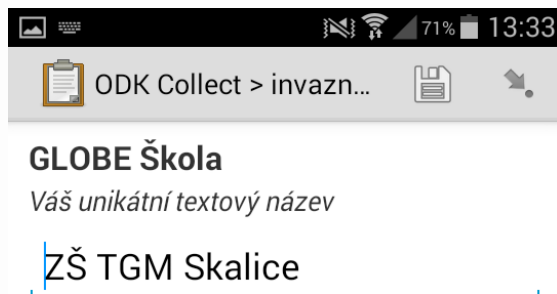 71% 13:33
ODK Collect > invazn...
GLOBE Škola
Váš unikátní textový název
ZŠ TGM Skalice